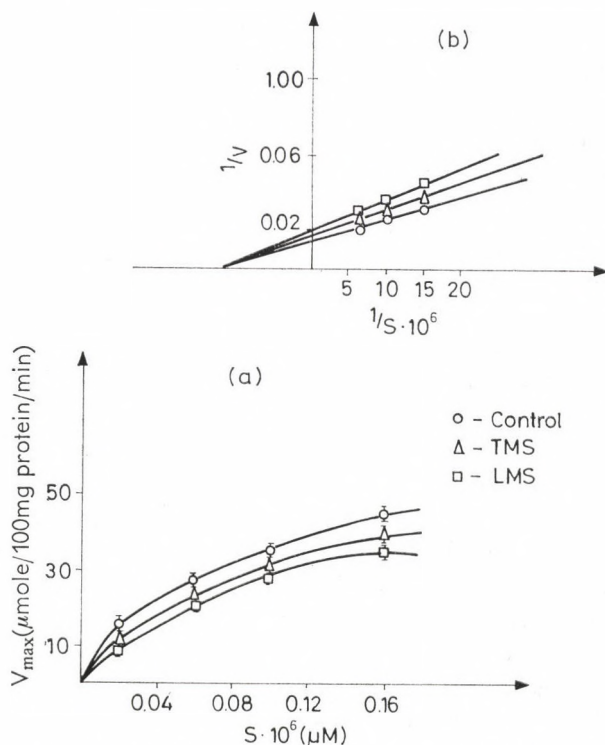 (b)
1.00
1/V
0.06
0.02
5 10 15 20
1/S·10⁶
(a)
○ - Control
△ - TMS
□ - LMS
Vmax(μmole/100mg protein/min)
50
30
10
0.04 0.08 0.12 0.16
S·10⁶(μM)